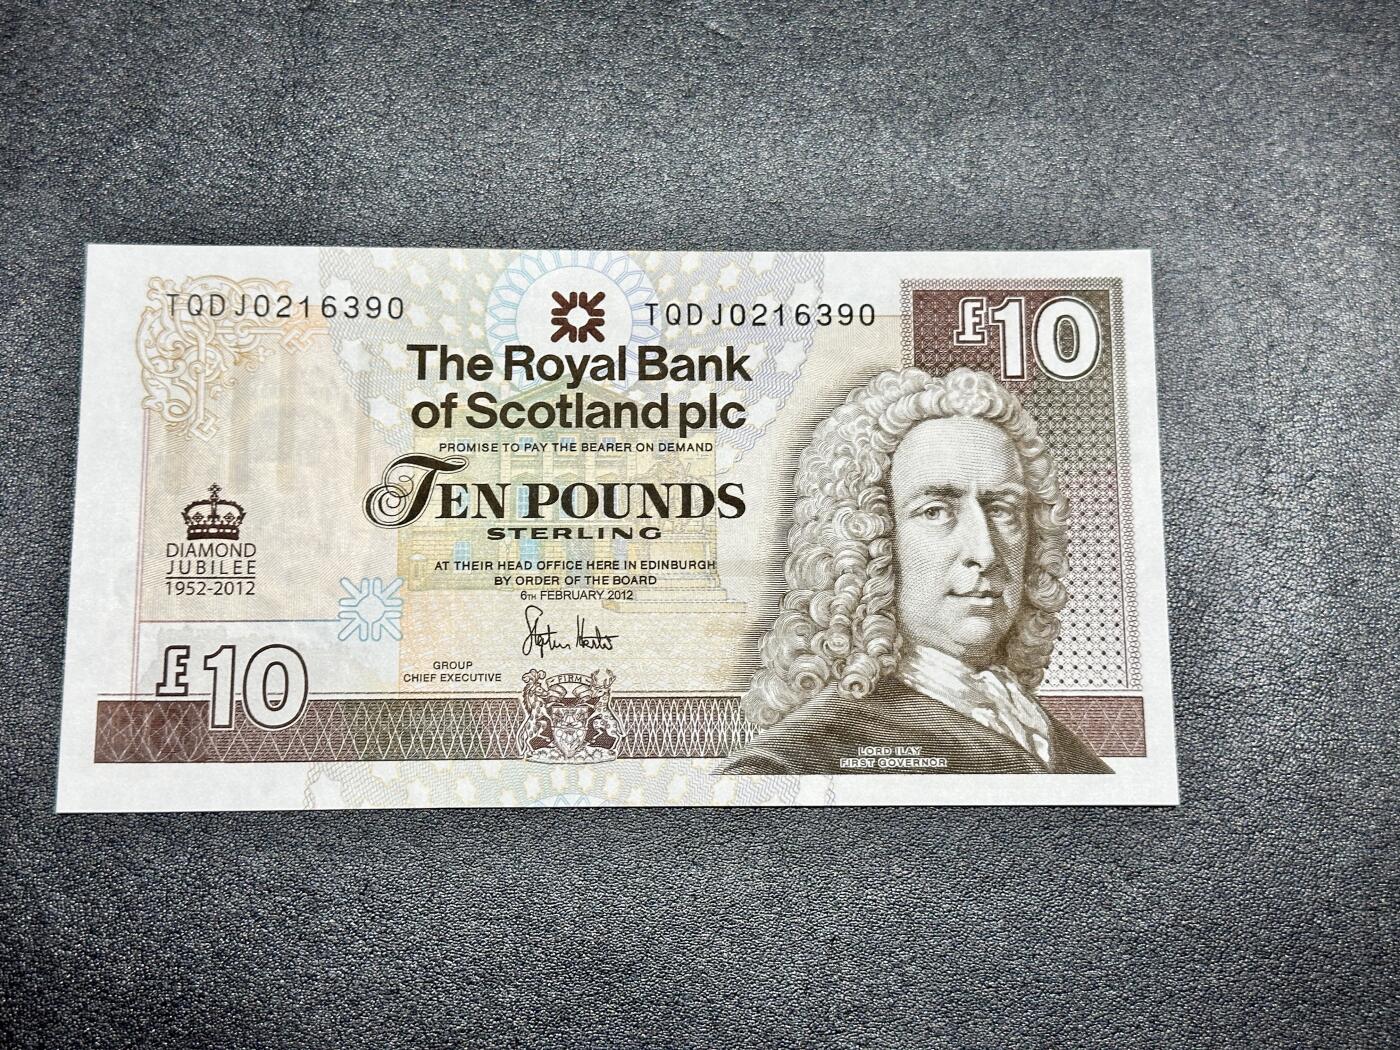 TQDJ0216390
TQDJ0216390
£10
The Royal Bank
of Scotland plc
PROMISE TO PAY THE BEARER ON DEMAND
TEN POUNDS
STERLING
AT THEIR HEAD OFFICE HERE IN EDINBURGH
BY ORDER OF THE BOARD
6TH FEBRUARY 2012
DIAMOND
JUBILEE
1952-2012
£10
GROUP
CHIEF EXECUTIVE
FIRM
LORD ILAY
FIRST GOVERNOR